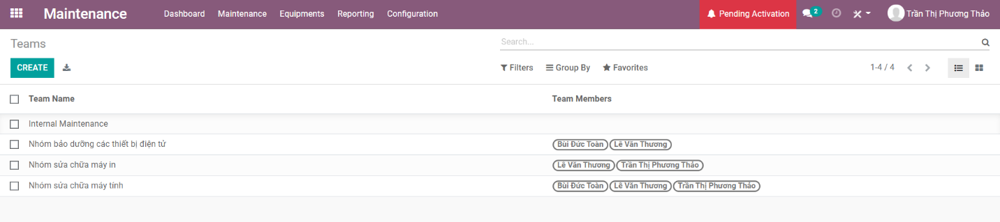 Maintenance Dashboard Maintenance Equipments Reporting Configuration Pending Activation 2 Trần Thị Phương Thảo
Teams Search...
CREATE Filters Group By Favorites 1-4 / 4
Team Name Team Members
Internal Maintenance
Nhóm bảo dưỡng các thiết bị điện tử Bùi Đức Toàn Lê Văn Thương
Nhóm sửa chữa máy in Lê Văn Thương Trần Thị Phương Thảo
Nhóm sửa chữa máy tính Bùi Đức Toàn Lê Văn Thương Trần Thị Phương Thảo